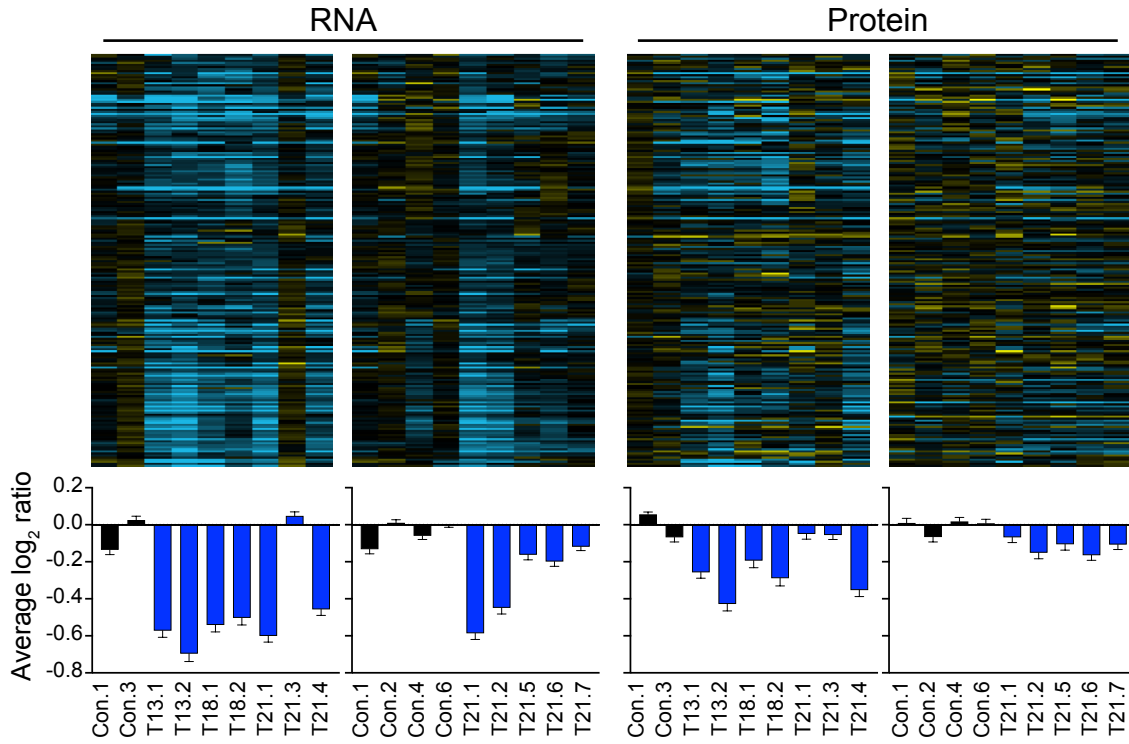 RNA Protein
0.2
0.0
-0.2
-0.4
-0.6
-0.8
Average log2 ratio
Con.1 Con.3 T13.1 T13.2 T18.1 T18.2 T21.1 T21.3 T21.4
Con.1 Con.2 Con.4 Con.6 T21.1 T21.2 T21.5 T21.6 T21.7
Con.1 Con.3 T13.1 T13.2 T18.1 T18.2 T21.1 T21.3 T21.4
Con.1 Con.2 Con.4 Con.6 T21.1 T21.2 T21.5 T21.6 T21.7